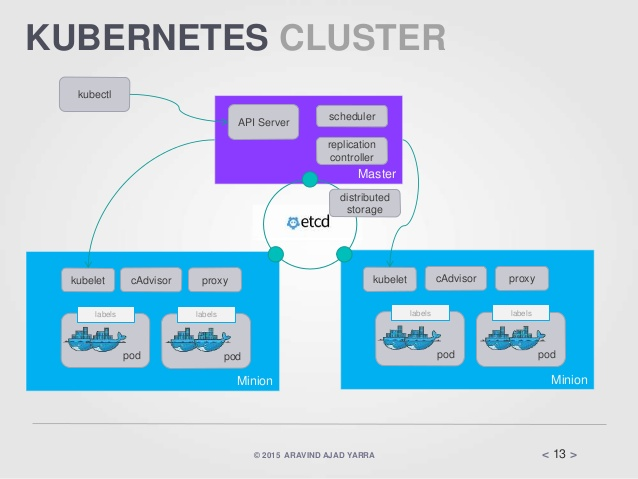 KUBERNETES CLUSTER
kubectl
API Server
scheduler
replication
controller
Master
distributed
storage
etcd
kubelet
cAdvisor
proxy
labels
labels
pod
pod
Minion
kubelet
cAdvisor
proxy
labels
labels
pod
pod
Minion
© 2015 ARAVIND AJAD YARRA
< 13 >